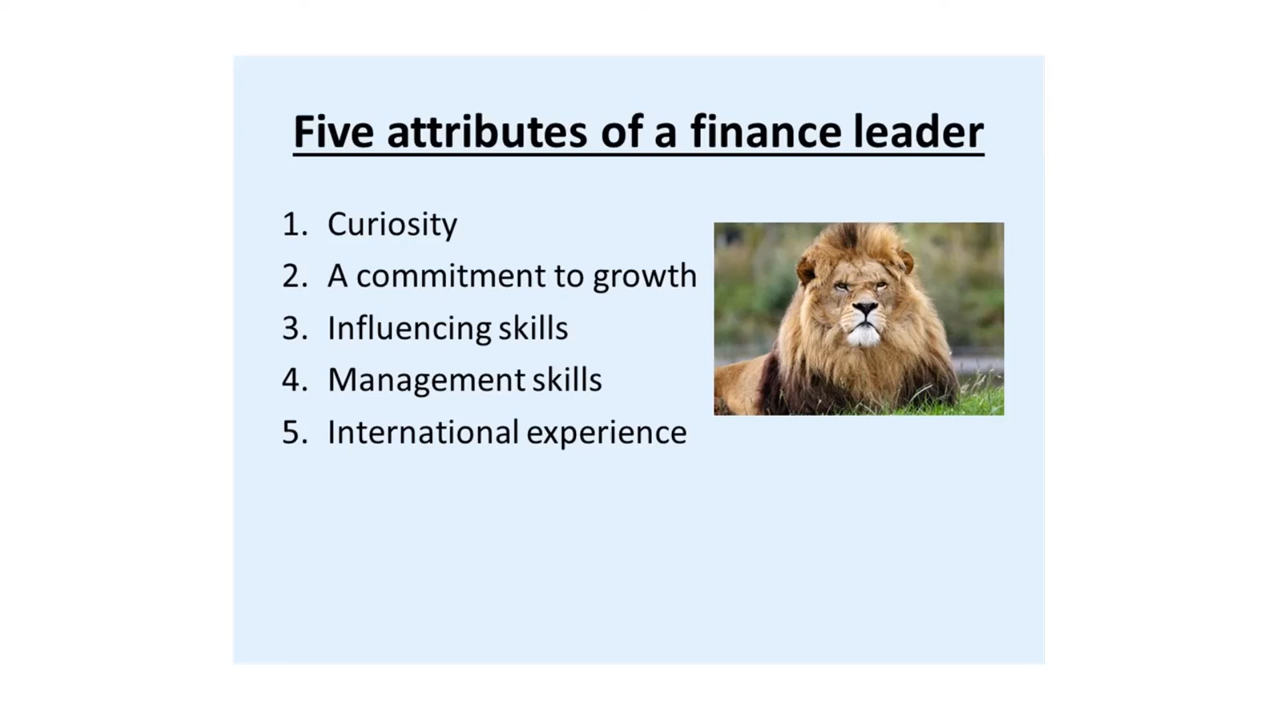 Five attributes of a finance leader
1. Curiosity
2. A commitment to growth
3. Influencing skills
4. Management skills
5. International experience